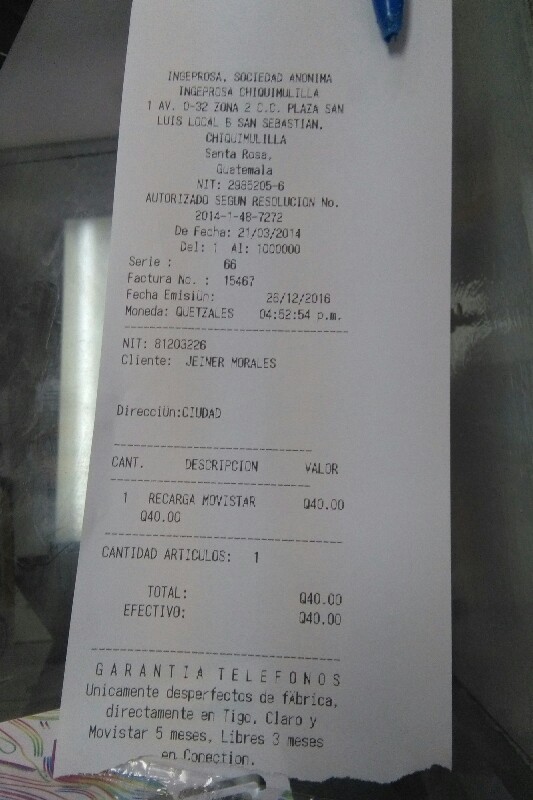 INGEPROSA, SOCIEDAD ANONIMA
INGEPROSA CHIQUIMULILLA
1 AV. 0-32 ZONA 2 C.C. PLAZA SAN
LUIS LOCAL 6 SAN SEBASTIAN,
CHIQUIMULILLA
Santa Rosa,
Guatemala
NIT: 2985205-6
AUTORIZADO SEGUN RESOLUCION No.
2014-1-48-7272
De Fecha: 21/03/2014
Del: 1 Al: 1000000
Serie : 66
Factura No. : 15467
Fecha Emisiün: 26/12/2016
Moneda: QUETZALES 04:52:54 p.m.
NIT: 81203226
Cliente: JEINER MORALES
DirecciÜn:CIUDAD
CANT. DESCRIPCION VALOR
1 RECARGA MOVISTAR Q40.00
Q40.00
CANTIDAD ARTICULOS: 1
TOTAL: Q40.00
EFECTIVO: Q40.00
GARANTIA TELEFONOS
Unicamente desperfectos de fábrica,
directamente en Tigo, Claro y
Movistar 5 meses, Libres 3 meses
en Conection.